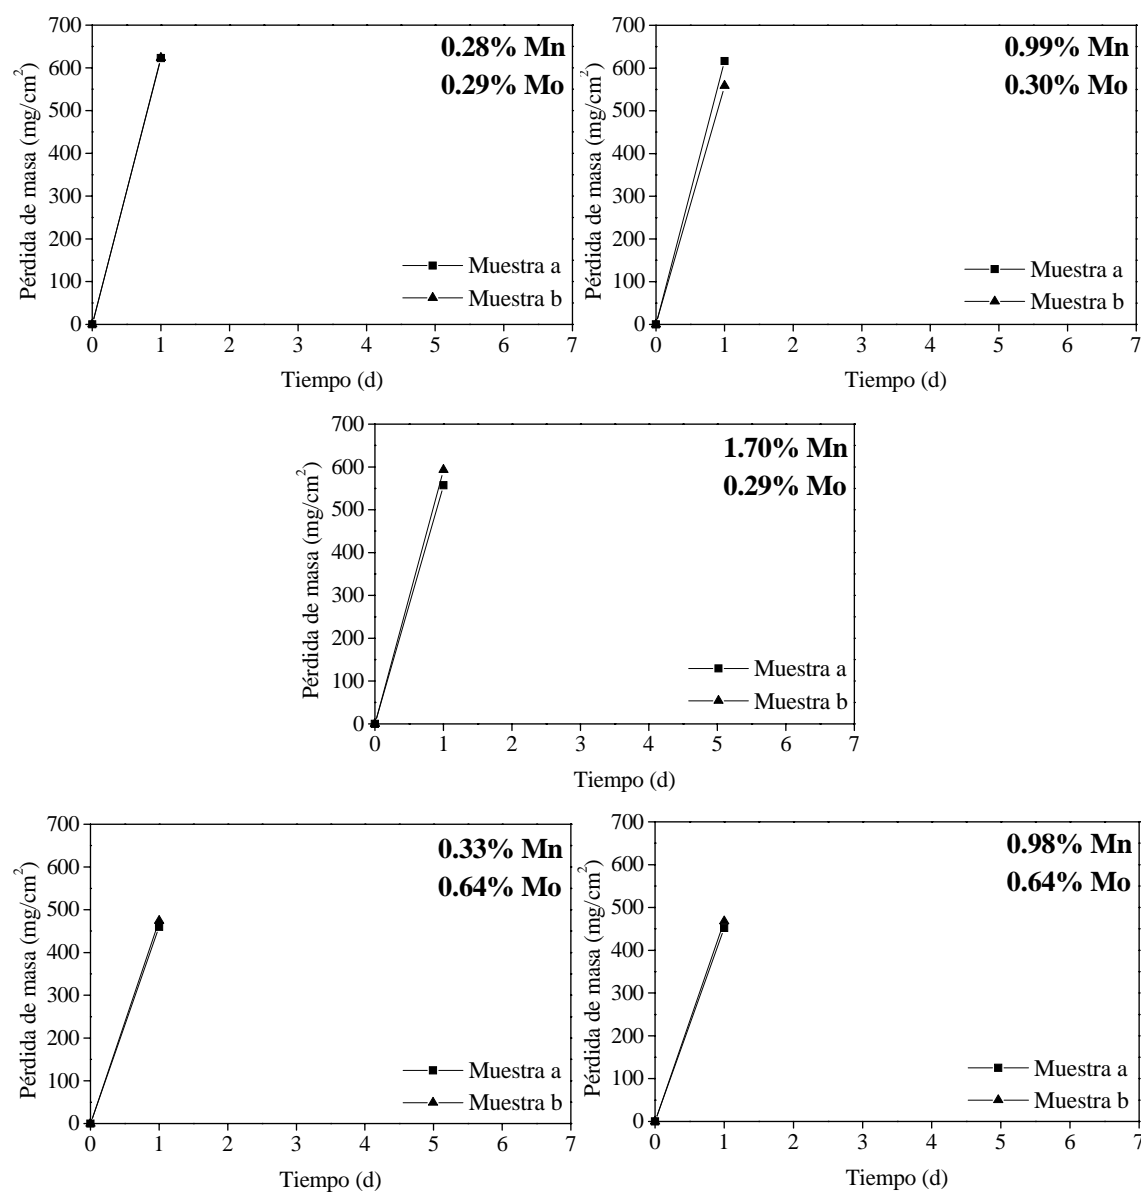 700
600
500
400
300
200
100
0
0 1 2 3 4 5 6 7
Pérdida de masa (mg/cm²)
Tiempo (d)
0.28% Mn
0.29% Mo
Muestra a
Muestra b
700
600
500
400
300
200
100
0
0 1 2 3 4 5 6 7
Pérdida de masa (mg/cm²)
Tiempo (d)
0.99% Mn
0.30% Mo
Muestra a
Muestra b
700
600
500
400
300
200
100
0
0 1 2 3 4 5 6 7
Pérdida de masa (mg/cm²)
Tiempo (d)
1.70% Mn
0.29% Mo
Muestra a
Muestra b
700
600
500
400
300
200
100
0
0 1 2 3 4 5 6 7
Pérdida de masa (mg/cm²)
Tiempo (d)
0.33% Mn
0.64% Mo
Muestra a
Muestra b
700
600
500
400
300
200
100
0
0 1 2 3 4 5 6 7
Pérdida de masa (mg/cm²)
Tiempo (d)
0.98% Mn
0.64% Mo
Muestra a
Muestra b